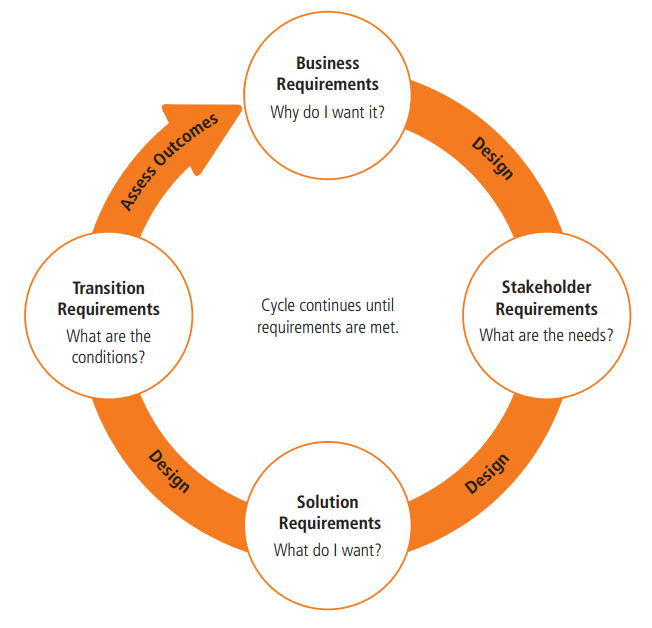 Business
Requirements
Why do I want it?
Design
Stakeholder
Requirements
What are the needs?
Design
Solution
Requirements
What do I want?
Design
Transition
Requirements
What are the
conditions?
Assess Outcomes
Cycle continues until
requirements are met.